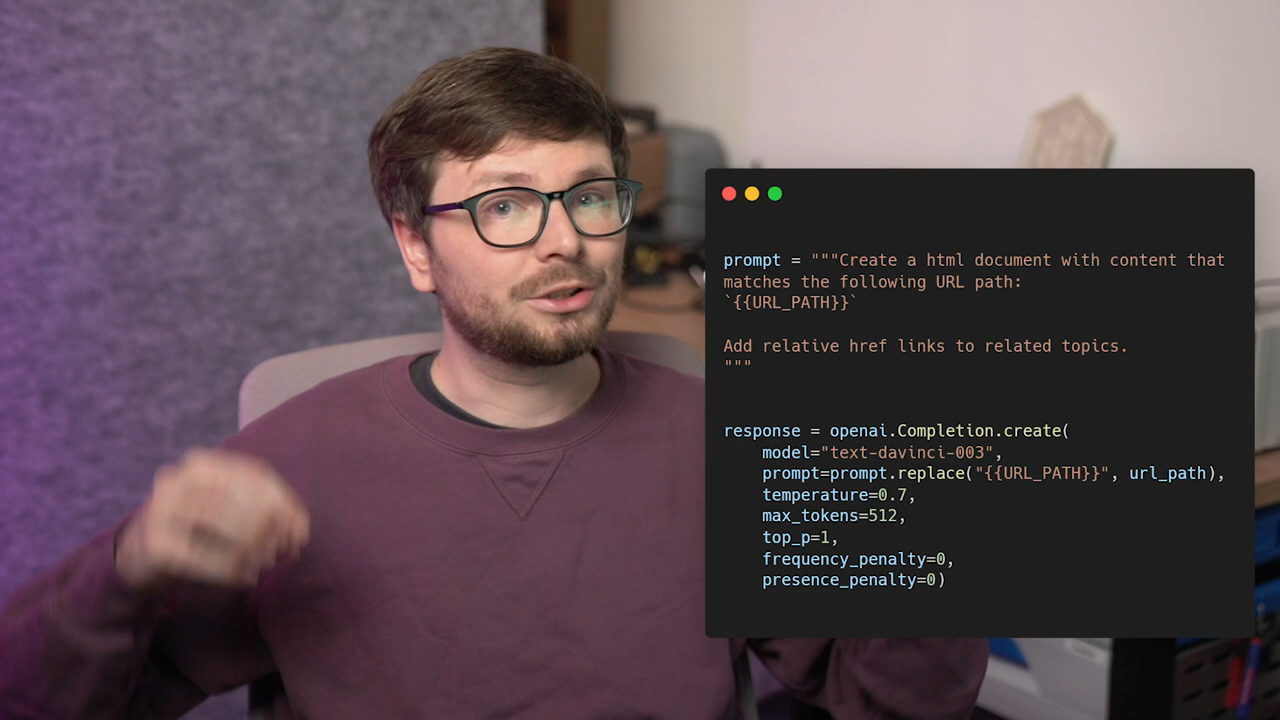 prompt = """Create a html document with content that
matches the following URL path:
`{{URL_PATH}}`
Add relative href links to related topics.
"""
response = openai.Completion.create(
    model="text-davinci-003",
    prompt=prompt.replace("{{URL_PATH}}", url_path),
    temperature=0.7,
    max_tokens=512,
    top_p=1,
    frequency_penalty=0,
    presence_penalty=0)